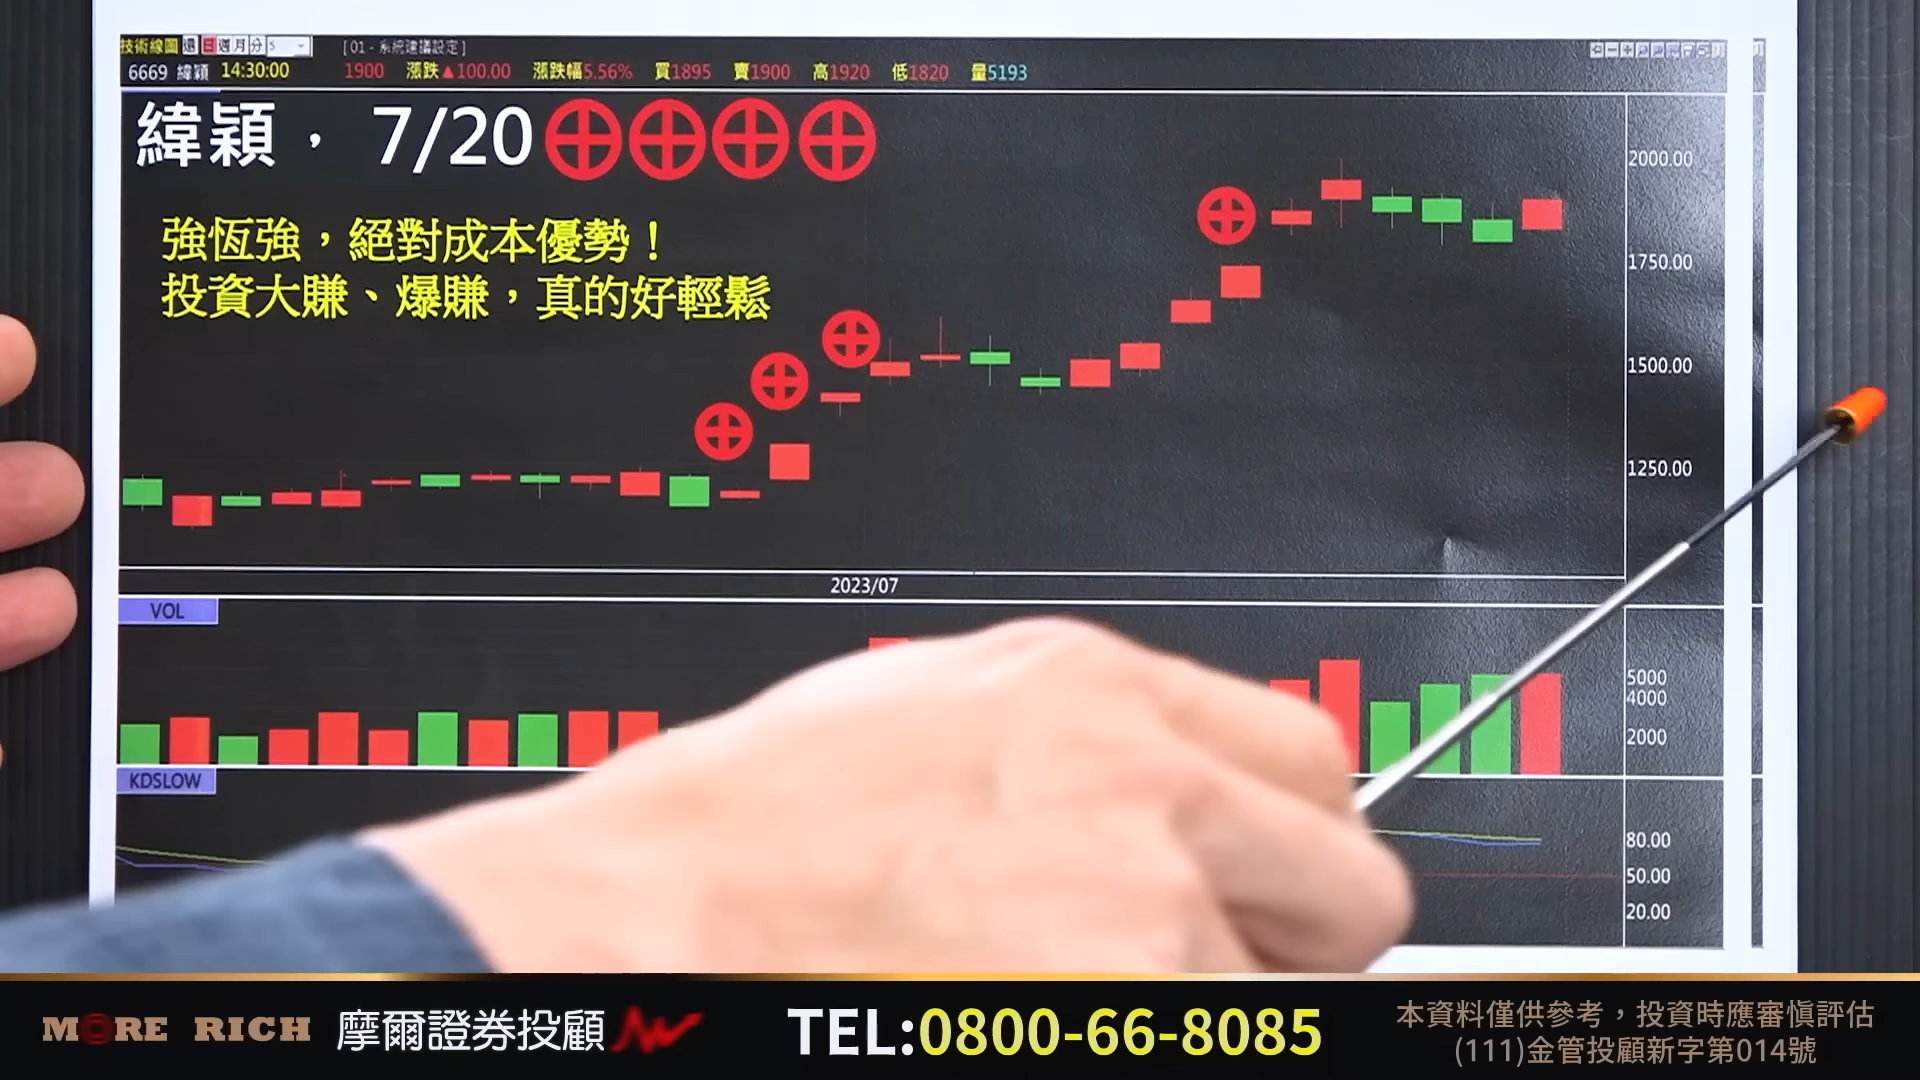 技術線圖 還 日 週 月 分 5 [ 01 - 系統建議設定 ]
6669 緯穎 14:30:00 1900 漲跌▲100.00 漲跌幅5.56% 買1895 賣1900 高1920 低1820 量5193
緯穎， 7/20
強恆強，絕對成本優勢！
投資大賺、爆賺，真的好輕鬆
2000.00
1750.00
1500.00
1250.00
2023/07
VOL
5000
4000
2000
KDSLOW
80.00
50.00
20.00
MORE RICH 摩爾證券投顧
TEL:0800-66-8085
本資料僅供參考，投資時應審慎評估
(111)金管投顧新字第014號